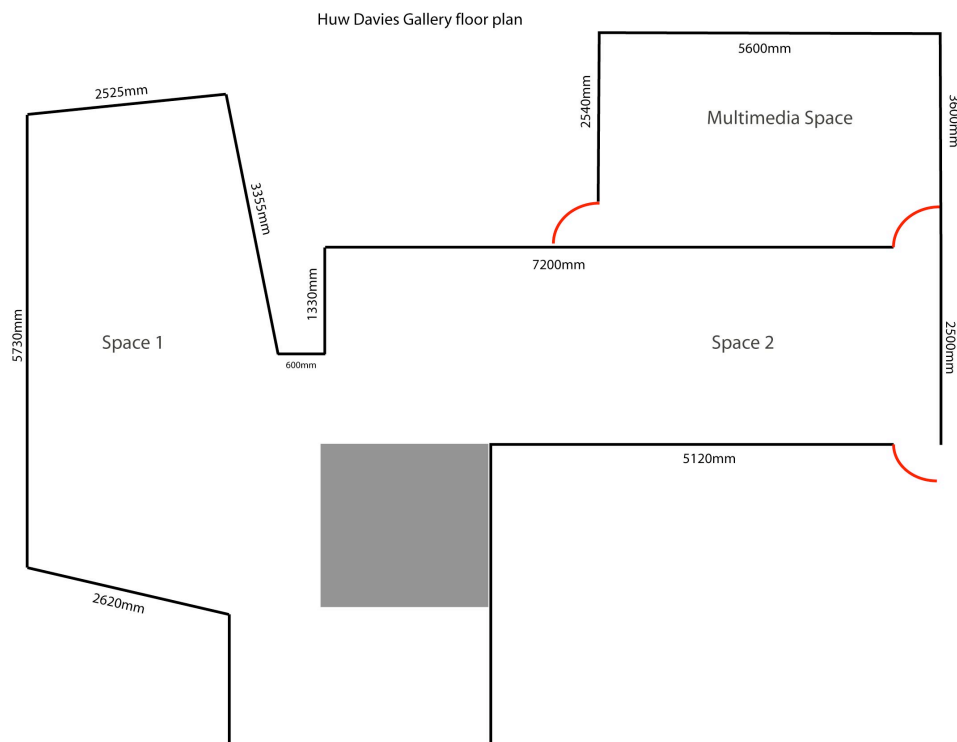 Huw Davies Gallery floor plan
5600mm
2525mm
2540mm
3600mm
Multimedia Space
3355mm
7200mm
1330mm
5730mm
Space 1
Space 2
2500mm
600mm
5120mm
2620mm